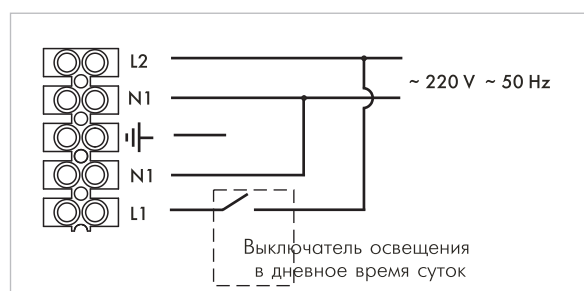 L2
N1
~ 220 V ~ 50 Hz
N1
L1
Выключатель освещения
в дневное время суток